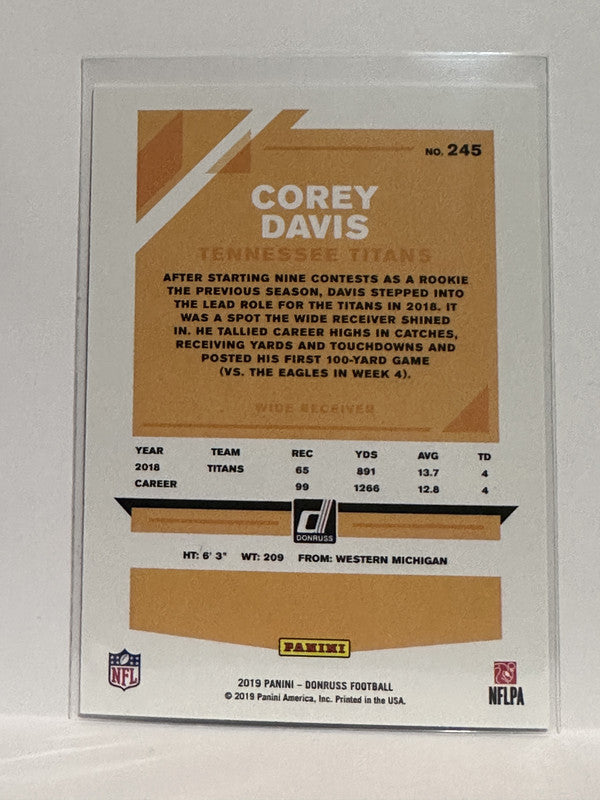 NO. 245
COREY
DAVIS
TENNESSEE TITANS
AFTER STARTING NINE CONTESTS AS A ROOKIE
THE PREVIOUS SEASON, DAVIS STEPPED INTO
THE LEAD ROLE FOR THE TITANS IN 2018. IT
WAS A SPOT THE WIDE RECEIVER SHINED
IN. HE TALLIED CAREER HIGHS IN CATCHES,
RECEIVING YARDS AND TOUCHDOWNS AND
POSTED HIS FIRST 100-YARD GAME
(VS. THE EAGLES IN WEEK 4).
WIDE RECEIVER
YEAR TEAM REC YDS AVG TD
2018 TITANS 65 891 13.7 4
CAREER 99 1266 12.8 4
d
DONRUSS
HT: 6' 3" WT: 209 FROM: WESTERN MICHIGAN
PANINI
NFL
2019 PANINI – DONRUSS FOOTBALL
© 2019 Panini America, Inc. Printed in the USA.
NFLPA